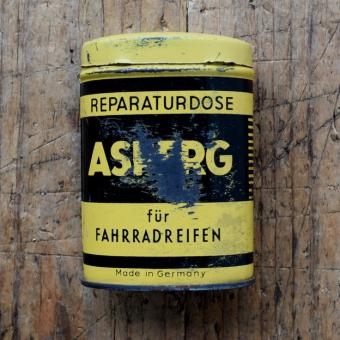 REPARATURDOSE
für
FAHRRADREIFEN
Made in Germany